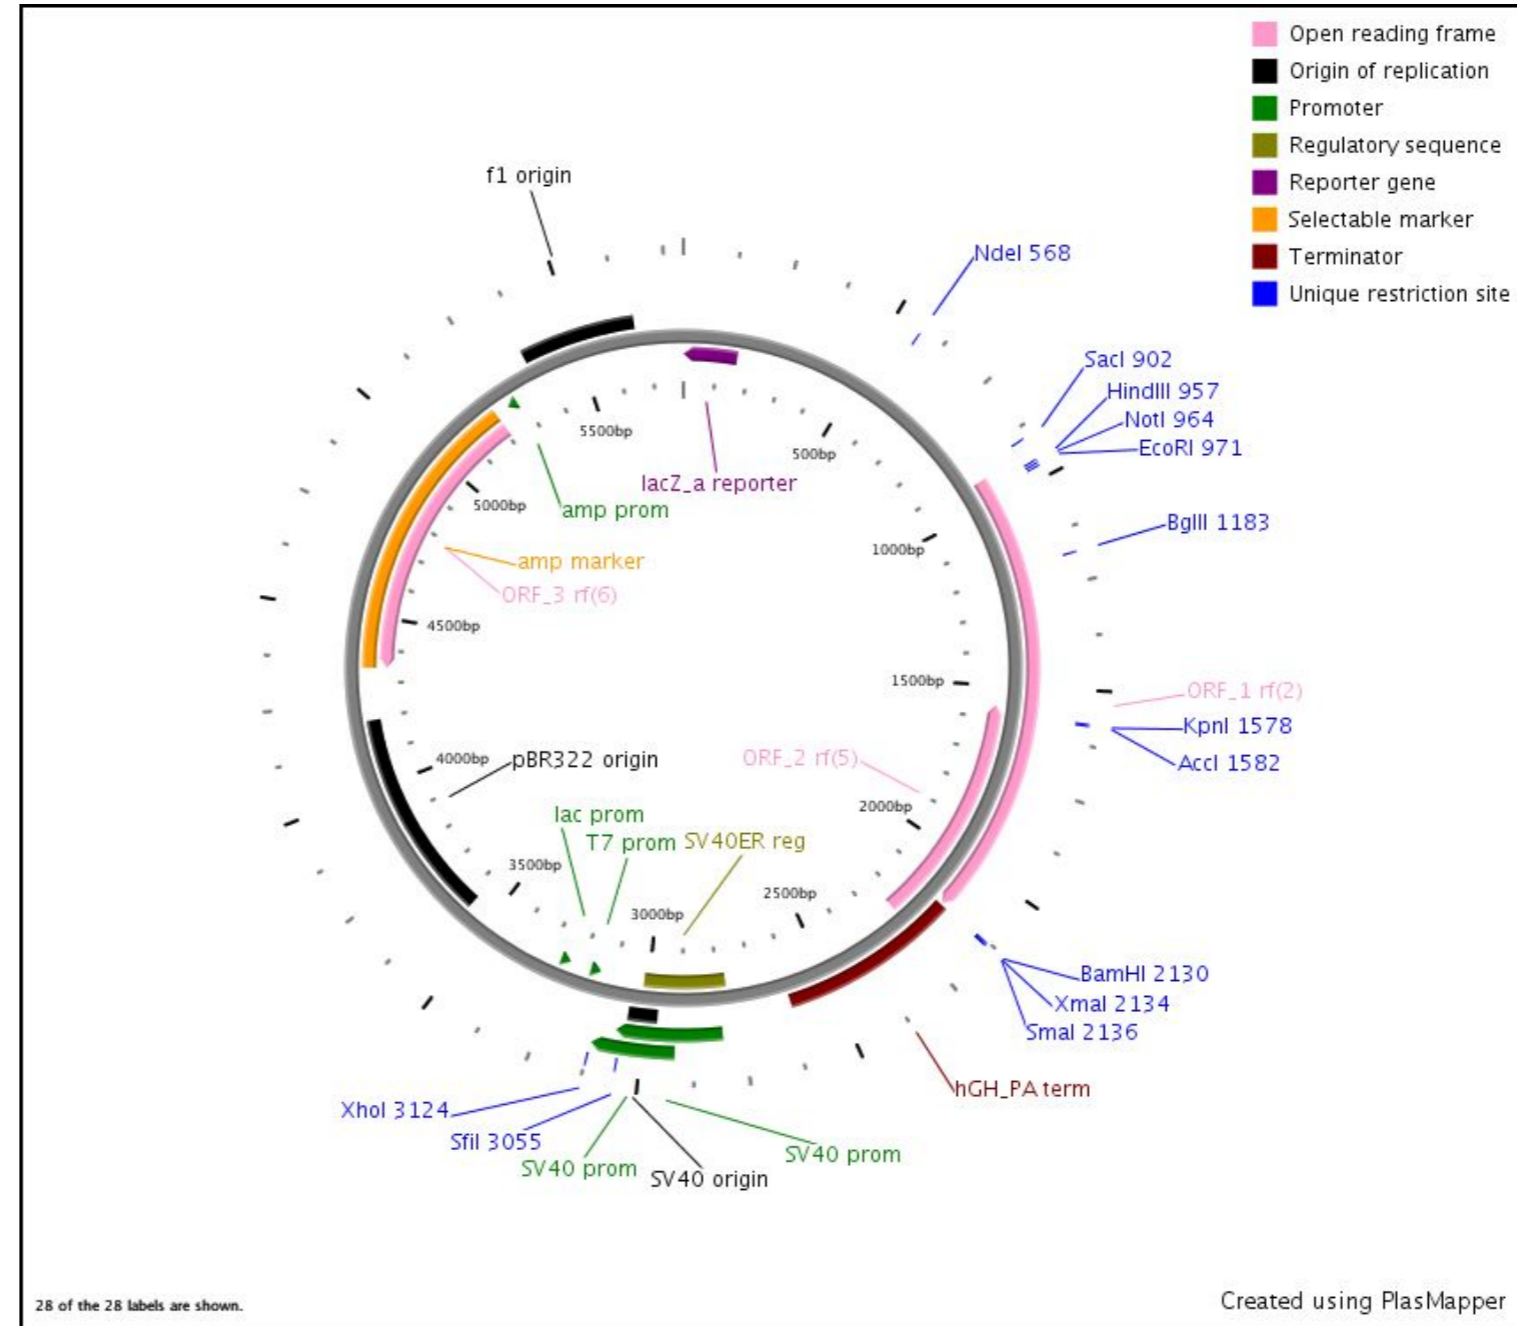 Open reading frame
Origin of replication
Promoter
Regulatory sequence
Reporter gene
Selectable marker
Terminator
Unique restriction site
f1 origin
NdeI 568
SacI 902
HindIII 957
NotI 964
EcoRI 971
BglII 1183
5500bp
500bp
lacZ_a reporter
5000bp
amp prom
1000bp
amp marker
ORF_3 rf(6)
4500bp
1500bp
ORF_1 rf(2)
KpnI 1578
AccI 1582
4000bp
pBR322 origin
ORF_2 rf(5)
2000bp
lac prom
T7 prom
SV40ER reg
3500bp
2500bp
3000bp
BamHI 2130
XmaI 2134
SmaI 2136
hGH_PA term
XhoI 3124
SfiI 3055
SV40 prom
SV40 origin
SV40 prom
28 of the 28 labels are shown.
Created using PlasMapper